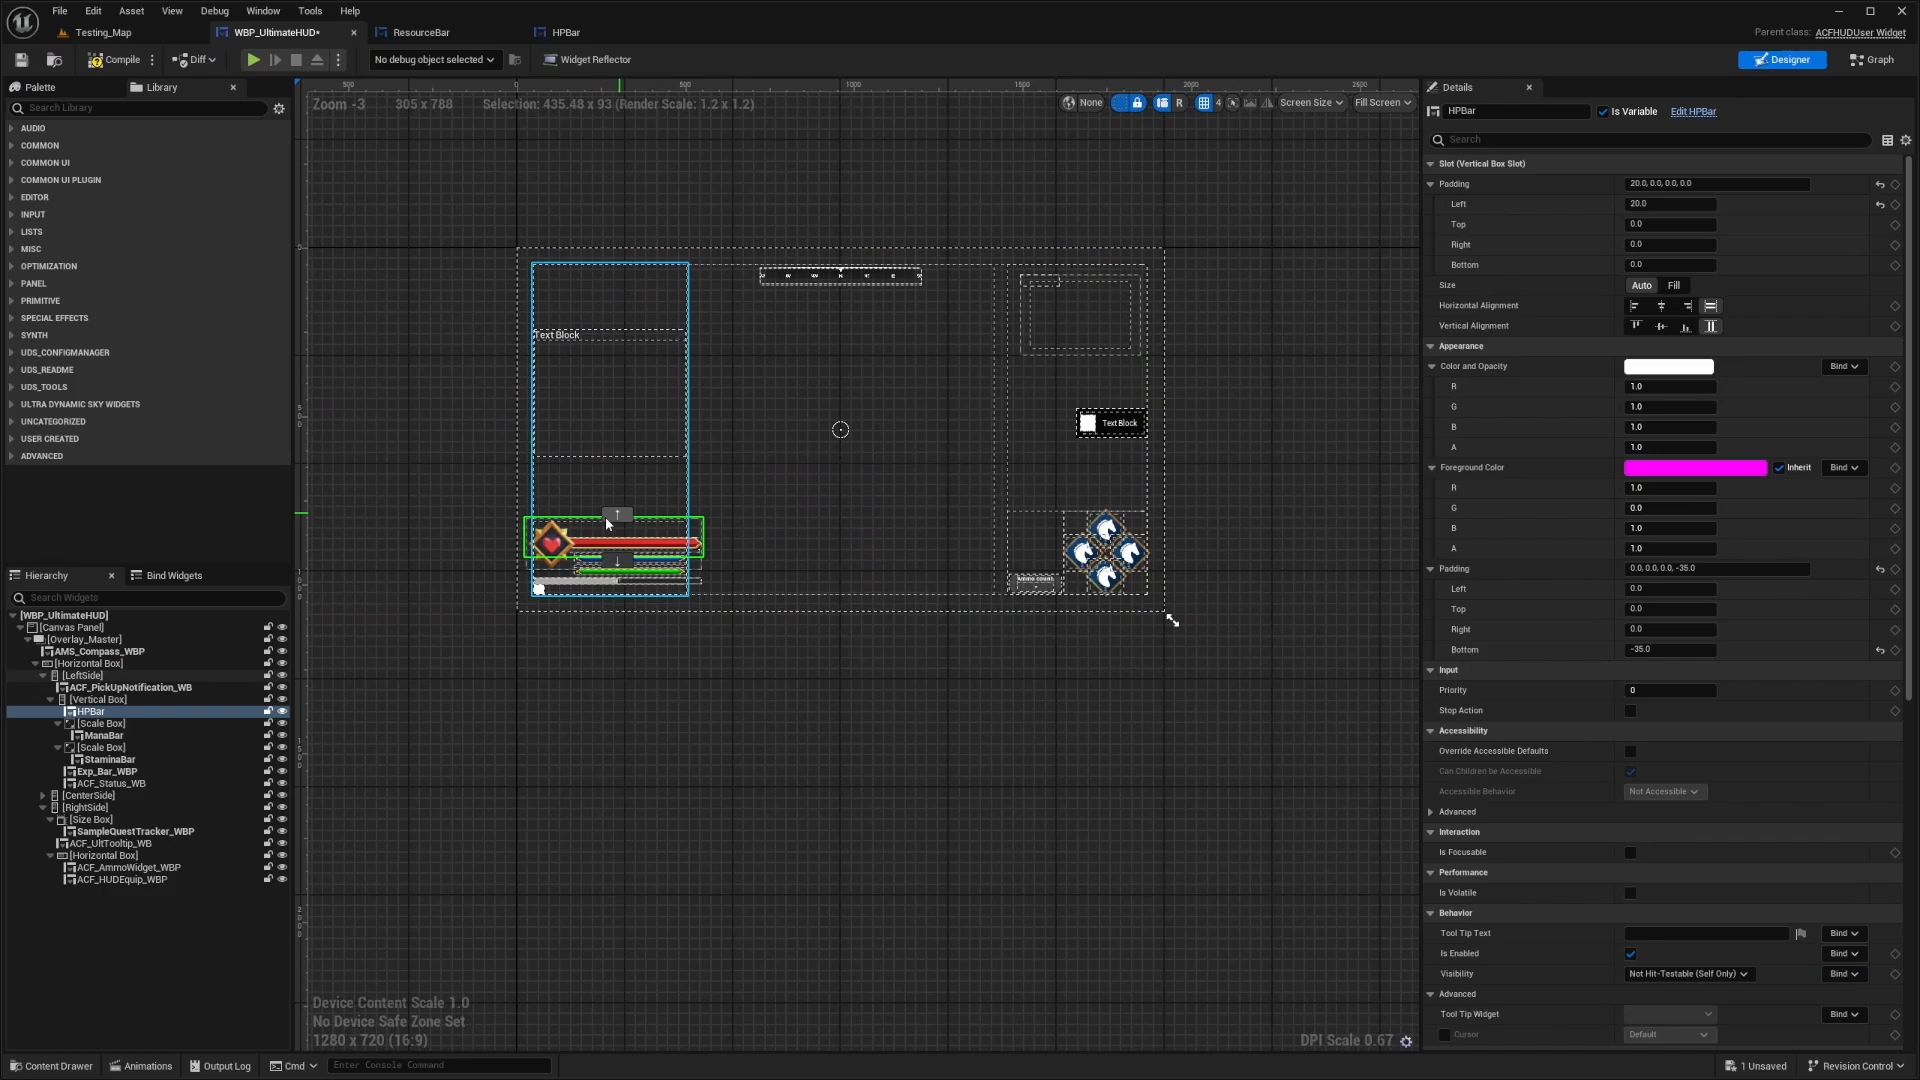 File Edit Asset View Debug Window Tools Help
Testing_Map WBP_UltimateHUD* ResourceBar HPBar
Parent class: ACFHUDUser Widget
Compile Diff No debug object selected Widget Reflector Designer Graph
Palette Library
Search Library
AUDIO
COMMON
COMMON UI
COMMON UI PLUGIN
EDITOR
INPUT
LISTS
MISC
OPTIMIZATION
PANEL
PRIMITIVE
SPECIAL EFFECTS
SYNTH
UDS_CONFIGMANAGER
UDS_README
UDS_TOOLS
ULTRA DYNAMIC SKY WIDGETS
UNCATEGORIZED
USER CREATED
ADVANCED
Hierarchy Bind Widgets
Search Widgets
[WBP_UltimateHUD]
[Canvas Panel]
[Overlay_Master]
AMS_Compass_WBP
[Horizontal Box]
[LeftSide]
ACF_PickUpNotification_WB
[Vertical Box]
HPBar
[Scale Box]
ManaBar
[Scale Box]
StaminaBar
Exp_Bar_WBP
ACF_Status_WB
[CenterSide]
[RightSide]
[Size Box]
SampleQuestTracker_WBP
ACF_UltTooltip_WB
[Horizontal Box]
ACF_AmmoWidget_WBP
ACF_HUDEquip_WBP
500 0 500 1000 1500 2000 2500
Zoom -3 305 x 788 Selection: 435.48 x 93 (Render Scale: 1.2 x 1.2)
None R 4 Screen Size Fill Screen
Text Block
Text Block
Ammo count
Device Content Scale 1.0
No Device Safe Zone Set
1280 x 720 (16:9)
DPI Scale 0.67
Details
HPBar Is Variable Edit HPBar
Search
Slot (Vertical Box Slot)
Padding 20.0, 0.0, 0.0, 0.0
Left 20.0
Top 0.0
Right 0.0
Bottom 0.0
Size Auto Fill
Horizontal Alignment
Vertical Alignment
Appearance
Color and Opacity Bind
R 1.0
G 1.0
B 1.0
A 1.0
Foreground Color Inherit Bind
R 1.0
G 0.0
B 1.0
A 1.0
Padding 0.0, 0.0, 0.0, -35.0
Left 0.0
Top 0.0
Right 0.0
Bottom -35.0
Input
Priority 0
Stop Action
Accessibility
Override Accessible Defaults
Can Children be Accessible
Accessible Behavior Not Accessible
Advanced
Interaction
Is Focusable
Performance
Is Volatile
Behavior
Tool Tip Text Bind
Is Enabled Bind
Visibility Not Hit-Testable (Self Only) Bind
Advanced
Tool Tip Widget Bind
Cursor Default
Content Drawer Animations Output Log Cmd Enter Console Command 1 Unsaved Revision Control